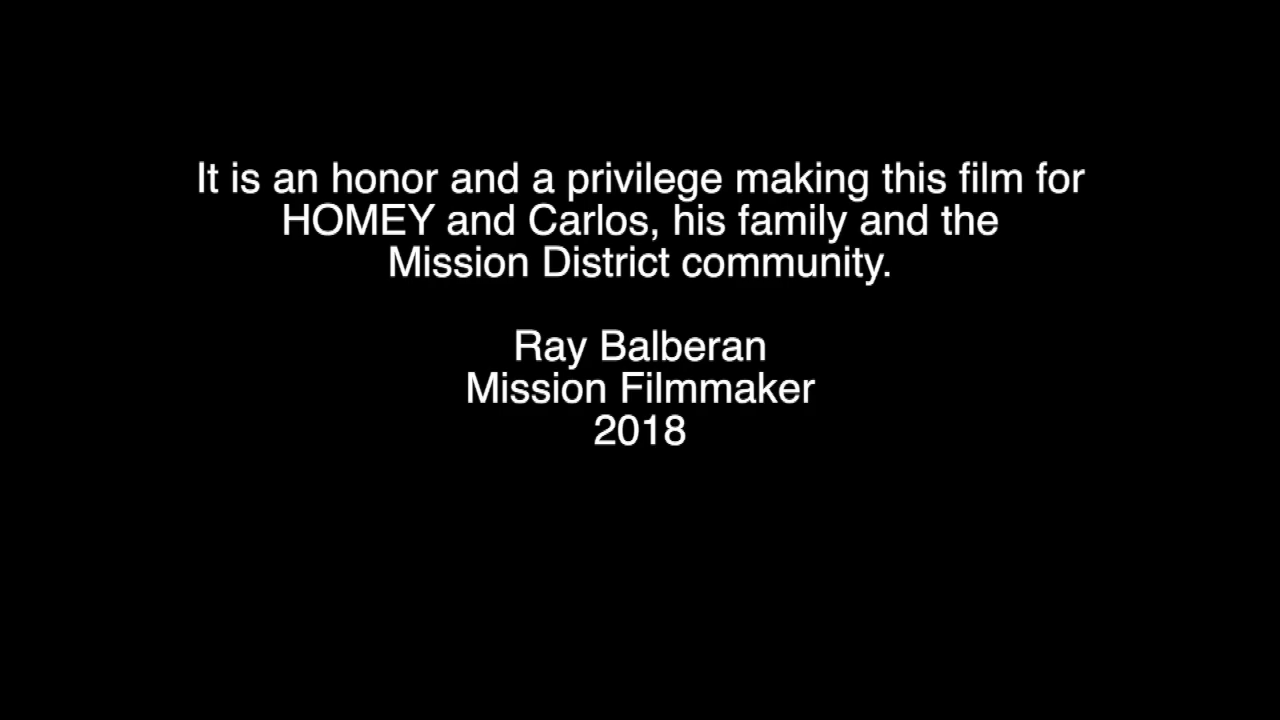 It is an honor and a privilege making this film for
HOMEY and Carlos, his family and the
Mission District community.
Ray Balberan
Mission Filmmaker
2018